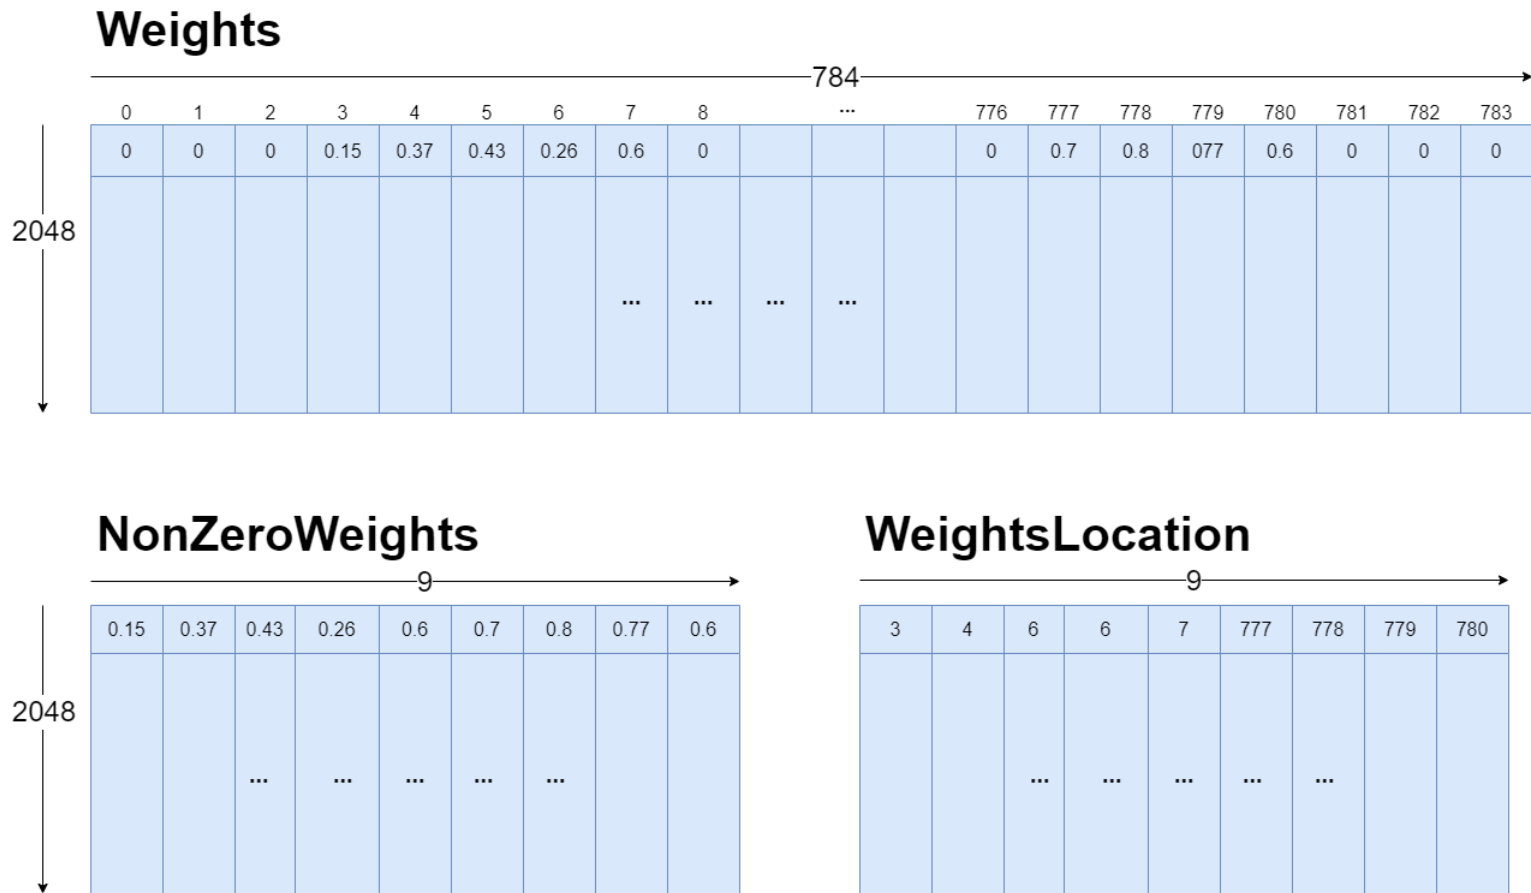 Weights
784
0 1 2 3 4 5 6 7 8 ... 776 777 778 779 780 781 782 783
0 0 0 0.15 0.37 0.43 0.26 0.6 0 0 0.7 0.8 077 0.6 0 0 0
2048
... ... ... ...
NonZeroWeights WeightsLocation
9 9
0.15 0.37 0.43 0.26 0.6 0.7 0.8 0.77 0.6 3 4 6 6 7 777 778 779 780
2048
... ... ... ... ... ... ... ... ... ...